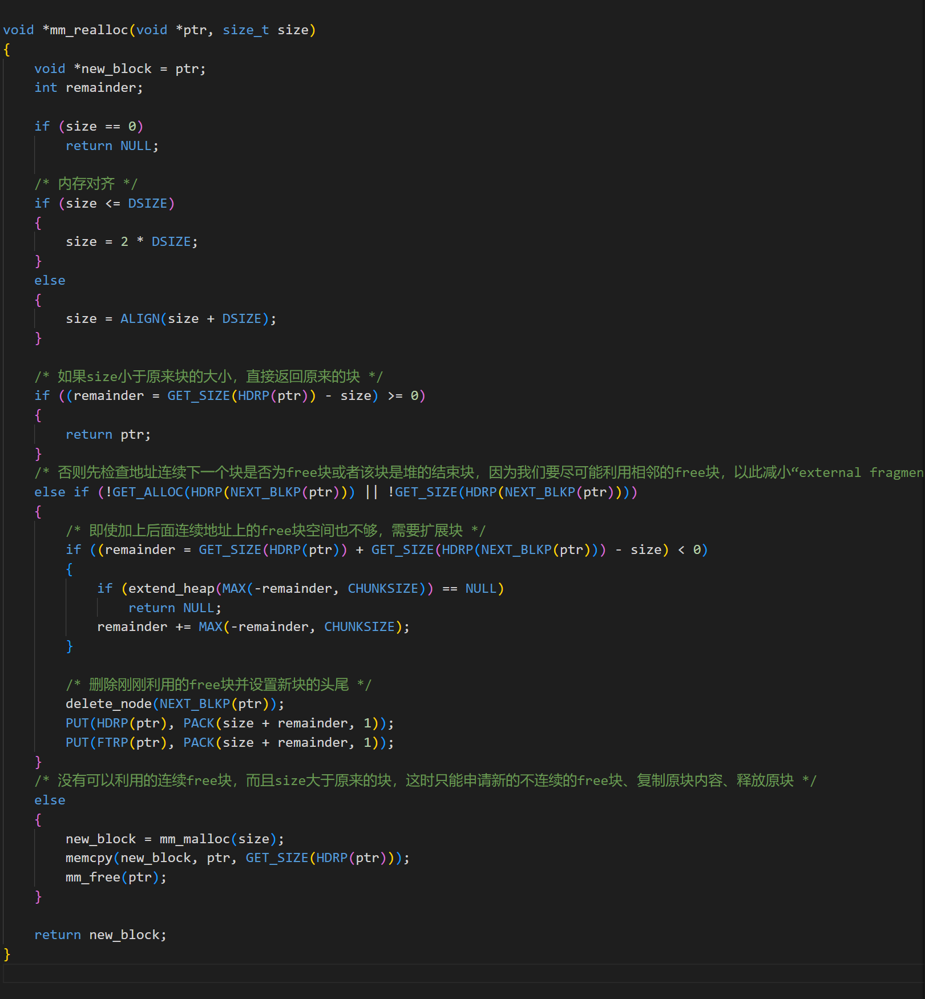 void *mm_realloc(void *ptr, size_t size)
{
    void *new_block = ptr;
    int remainder;

    if (size == 0)
        return NULL;

    /* 内存对齐 */
    if (size <= DSIZE)
    {
        size = 2 * DSIZE;
    }
    else
    {
        size = ALIGN(size + DSIZE);
    }

    /* 如果size小于原来块的大小，直接返回原来的块 */
    if ((remainder = GET_SIZE(HDRP(ptr)) - size) >= 0)
    {
        return ptr;
    }
    /* 否则先检查地址连续下一个块是否为free块或者该块是堆的结束块，因为我们要尽可能利用相邻的free块，以此减小“external fragmen
    else if (!GET_ALLOC(HDRP(NEXT_BLKP(ptr))) || !GET_SIZE(HDRP(NEXT_BLKP(ptr))))
    {
        /* 即使加上后面连续地址上的free块空间也不够，需要扩展块 */
        if ((remainder = GET_SIZE(HDRP(ptr)) + GET_SIZE(HDRP(NEXT_BLKP(ptr))) - size) < 0)
        {
            if (extend_heap(MAX(-remainder, CHUNKSIZE)) == NULL)
                return NULL;
            remainder += MAX(-remainder, CHUNKSIZE);
        }

        /* 删除刚刚利用的free块并设置新块的头尾 */
        delete_node(NEXT_BLKP(ptr));
        PUT(HDRP(ptr), PACK(size + remainder, 1));
        PUT(FTRP(ptr), PACK(size + remainder, 1));
    }
    /* 没有可以利用的连续free块，而且size大于原来的块，这时只能申请新的不连续的free块、复制原块内容、释放原块 */
    else
    {
        new_block = mm_malloc(size);
        memcpy(new_block, ptr, GET_SIZE(HDRP(ptr)));
        mm_free(ptr);
    }

    return new_block;
}